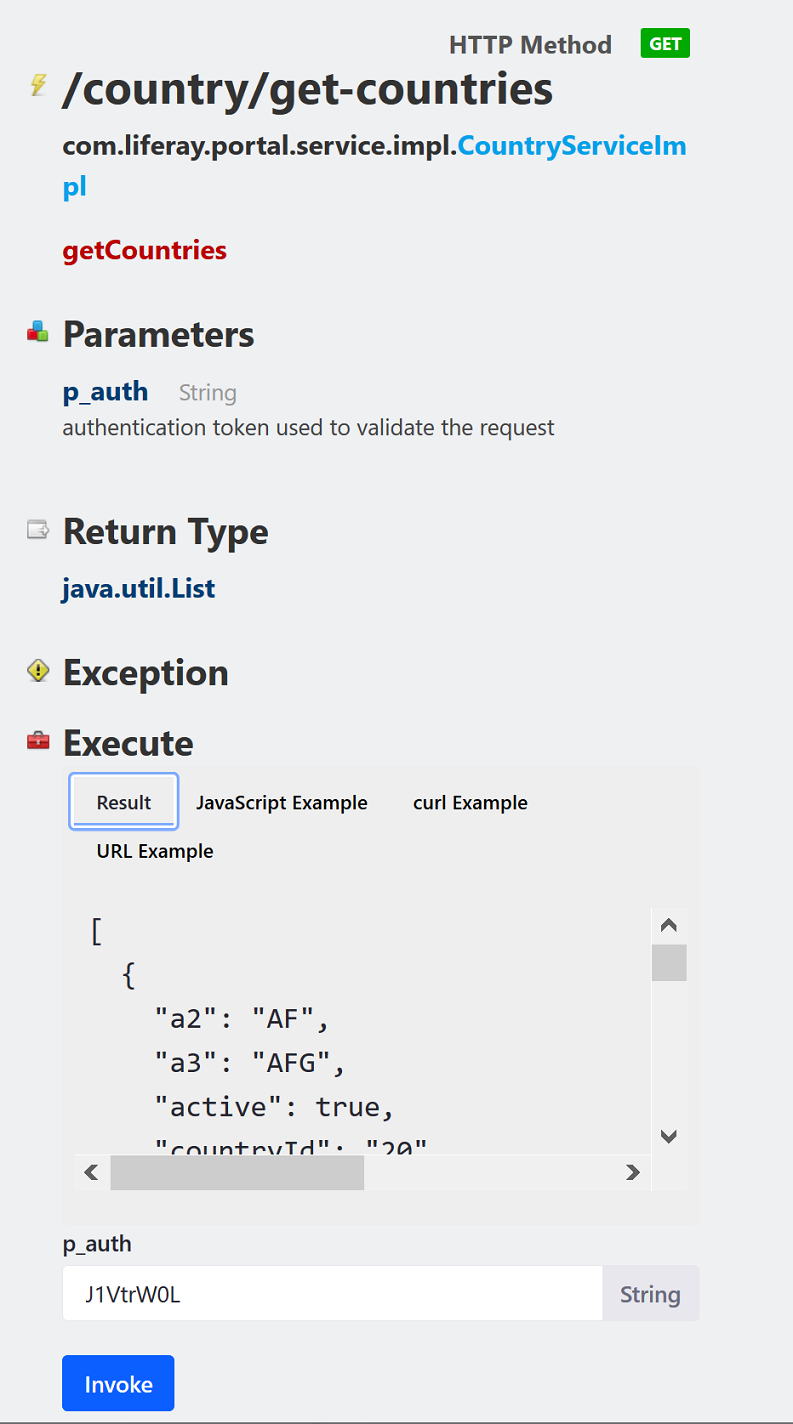 HTTP Method GET
/country/get-countries
com.liferay.portal.service.impl.CountryServiceIm
pl
getCountries
Parameters
p_auth String
authentication token used to validate the request
Return Type
java.util.List
Exception
Execute
Result JavaScript Example curl Example
URL Example
[
{
"a2": "AF",
"a3": "AFG",
"active": true,
"countryId": "20"
p_auth
J1VtrW0L String
Invoke